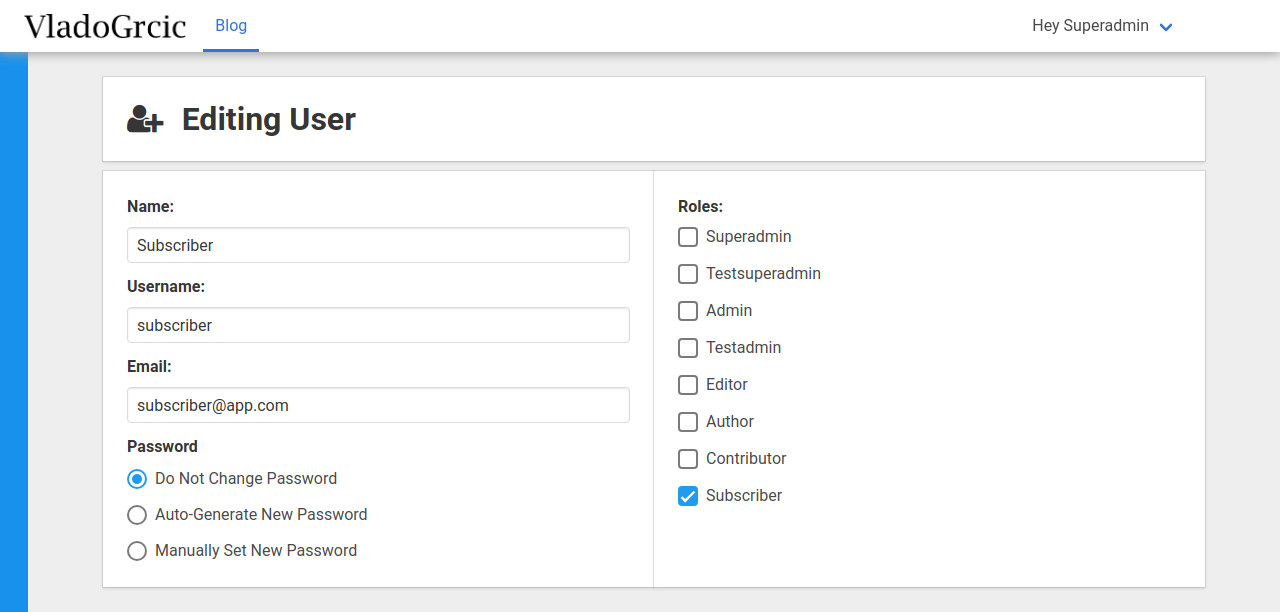 VladoGrcic
Blog
Hey Superadmin
Editing User
Name:
Subscriber
Username:
subscriber
Email:
subscriber@app.com
Password
Do Not Change Password
Auto-Generate New Password
Manually Set New Password
Roles:
Superadmin
Testsuperadmin
Admin
Testadmin
Editor
Author
Contributor
Subscriber